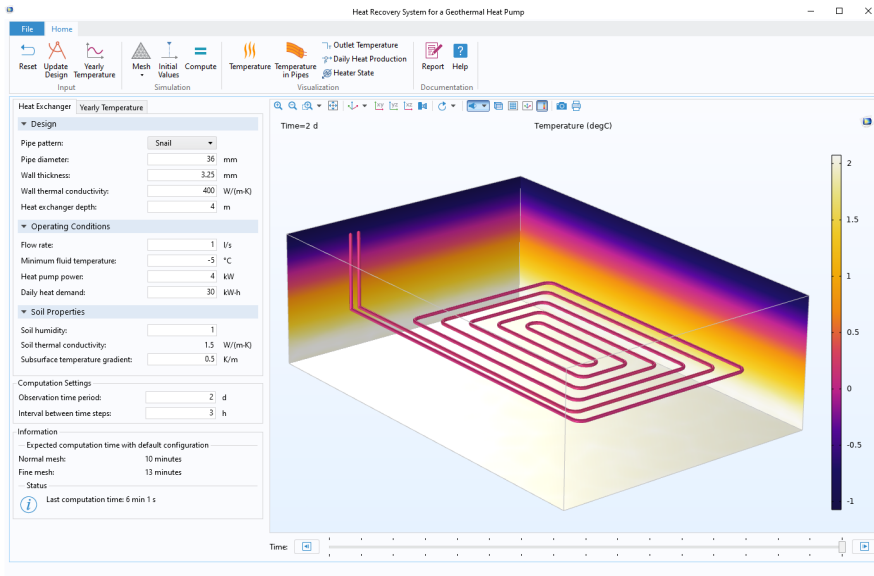 Heat Recovery System for a Geothermal Heat Pump
File Home
Reset Update Design Yearly Temperature Mesh Initial Values Compute Temperature Temperature in Pipes Outlet Temperature Daily Heat Production Heater State Report Help
Input Simulation Visualization Documentation
Heat Exchanger Yearly Temperature
Design
Pipe pattern: Snail
Pipe diameter: 36 mm
Wall thickness: 3.25 mm
Wall thermal conductivity: 400 W/(m·K)
Heat exchanger depth: 4 m
Operating Conditions
Flow rate: 1 l/s
Minimum fluid temperature: -5 °C
Heat pump power: 4 kW
Daily heat demand: 30 kW·h
Soil Properties
Soil humidity: 1
Soil thermal conductivity: 1.5 W/(m·K)
Subsurface temperature gradient: 0.5 K/m
Computation Settings
Observation time period: 2 d
Interval between time steps: 3 h
Information
Expected computation time with default configuration
Normal mesh: 10 minutes
Fine mesh: 13 minutes
Status
Last computation time: 6 min 1 s
xy yz xz
Time=2 d Temperature (degC)
2
1.5
1
0.5
0
-0.5
-1
Time: